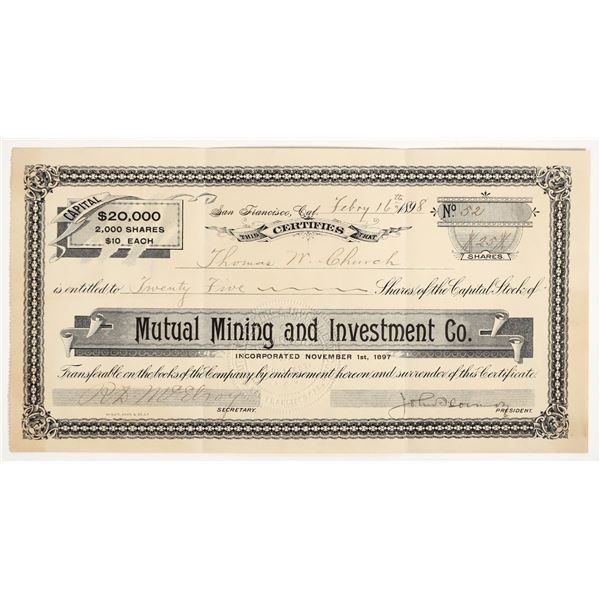 CAPITAL
$20,000
2,000 SHARES
$10 EACH
San Francisco, Cal. Febry 16th 1898
No. 52
THIS CERTIFIES THAT
25
SHARES
Thomas W. Church
is entitled to Twenty Five Shares of the Capital Stock of
Mutual Mining and Investment Co.
INCORPORATED NOVEMBER 1st, 1897
Transferable on the books of the Company by endorsement hereon and surrender of this Certificate.
R D McElroy
SECRETARY.
John
PRESIDENT.